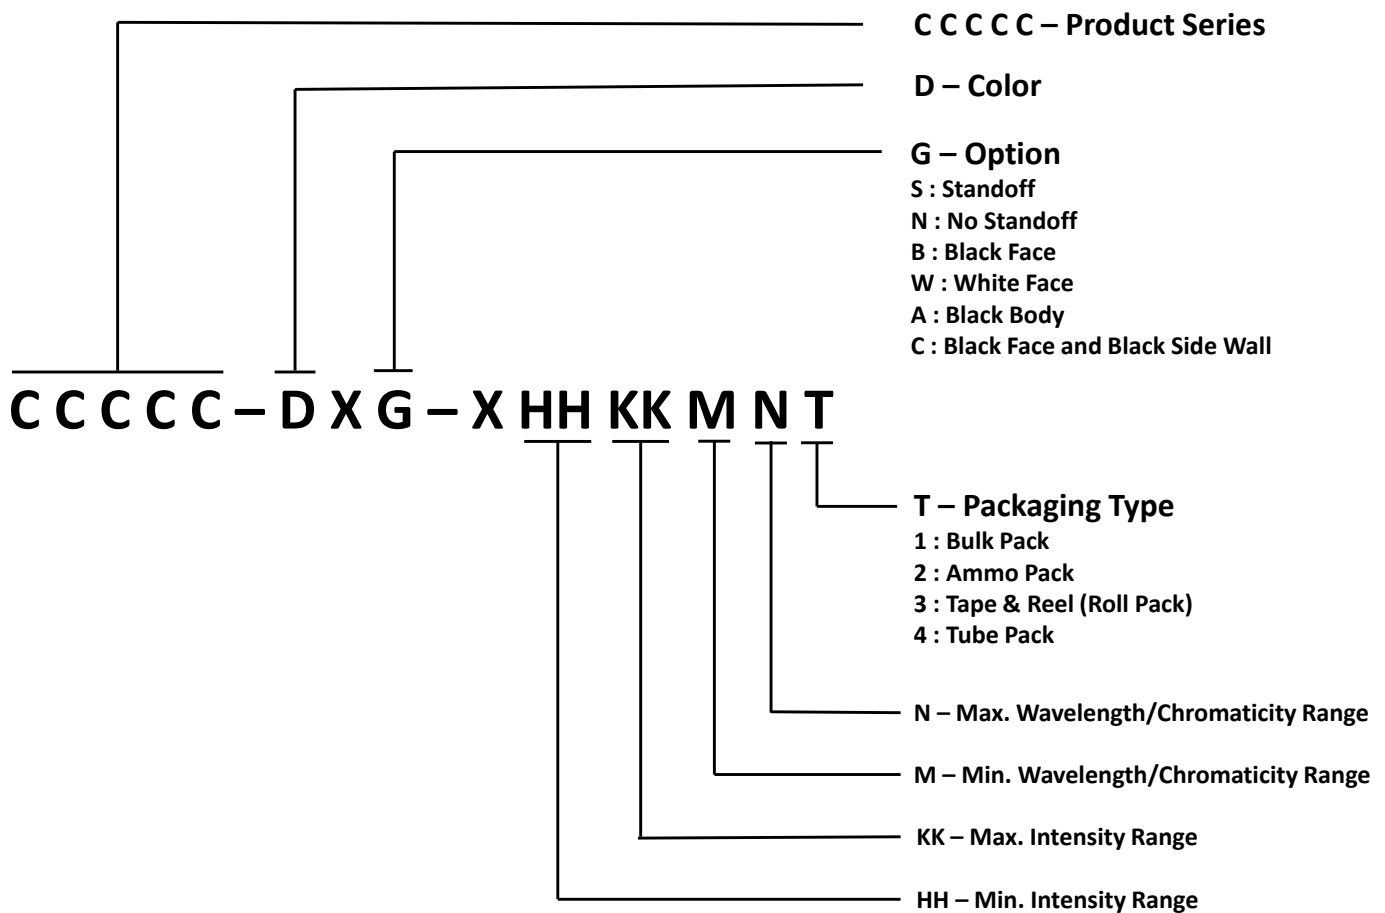 C C C C C – Product Series
D – Color
G – Option
S : Standoff
N : No Standoff
B : Black Face
W : White Face
A : Black Body
C : Black Face and Black Side Wall
C C C C C – D X G – X HH KK M N T
T – Packaging Type
1 : Bulk Pack
2 : Ammo Pack
3 : Tape & Reel (Roll Pack)
4 : Tube Pack
N – Max. Wavelength/Chromaticity Range
M – Min. Wavelength/Chromaticity Range
KK – Max. Intensity Range
HH – Min. Intensity Range